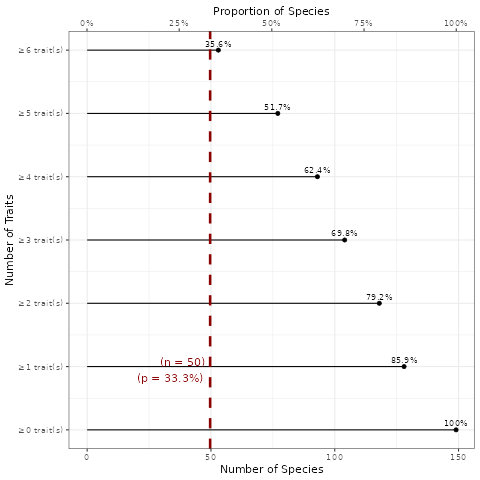 Proportion of Species
0% 25% 50% 75% 100%
≥6 trait(s) 35.6%
≥5 trait(s) 51.7%
≥4 trait(s) 62.4%
≥3 trait(s) 69.8%
≥2 trait(s) 79.2%
≥1 trait(s) (n = 50) 85.9%
(p = 33.3%)
≥0 trait(s) 100%
0 50 100 150
Number of Species
Number of Traits